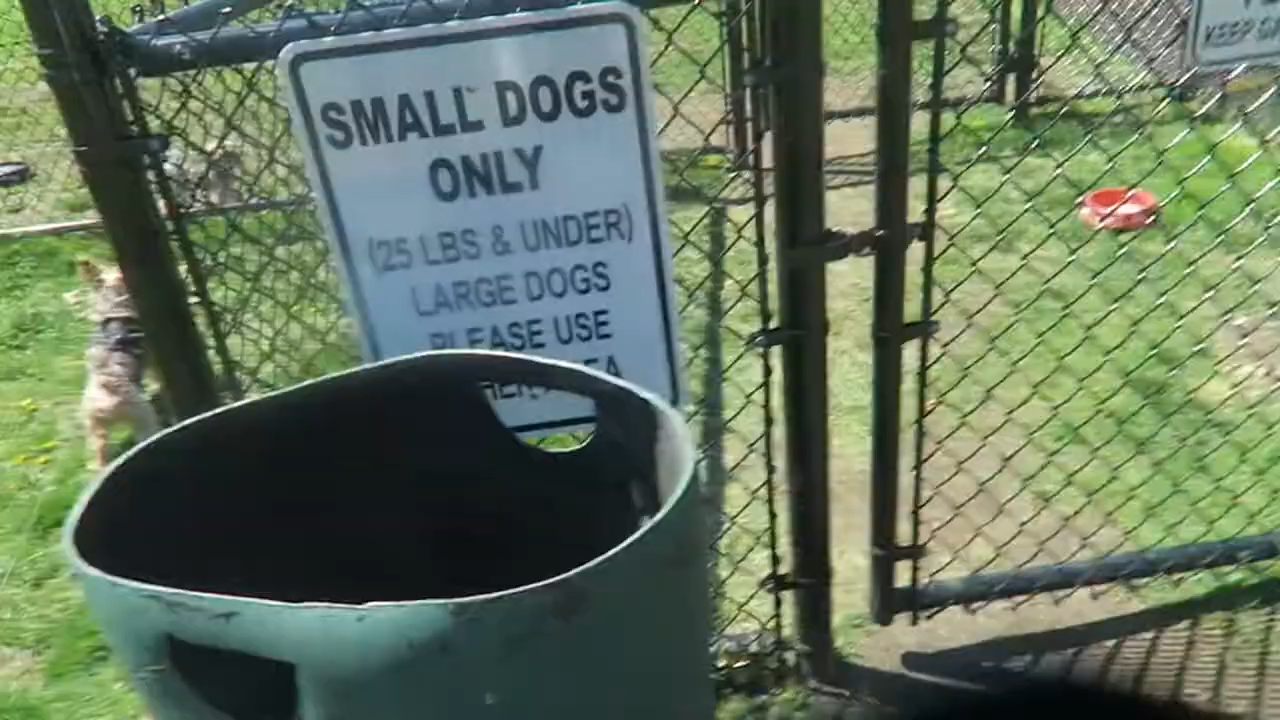 SMALL DOGS
ONLY
(25 LBS & UNDER)
LARGE DOGS
PLEASE USE
KEEP